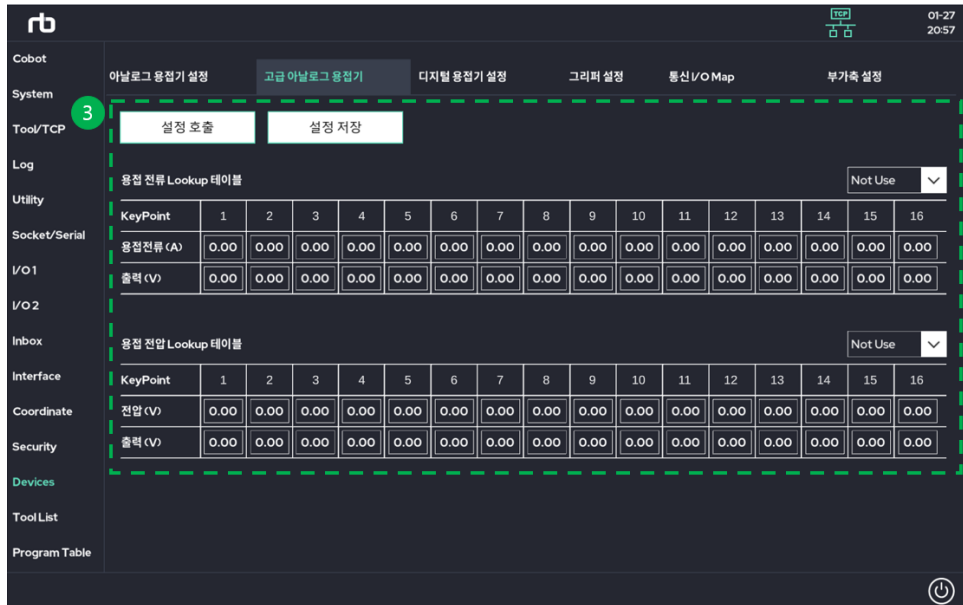 rb
TCP
01-27
20:57
Cobot
System
Tool/TCP
Log
Utility
Socket/Serial
I/O 1
I/O 2
Inbox
Interface
Coordinate
Security
Devices
Tool List
Program Table
아날로그 용접기 설정 고급 아날로그 용접기 디지털 용접기 설정 그리퍼 설정 통신 I/O Map 부가축 설정
3
설정 호출 설정 저장
용접 전류 Lookup 테이블 Not Use
KeyPoint 1 2 3 4 5 6 7 8 9 10 11 12 13 14 15 16
용접전류(A) 0.00 0.00 0.00 0.00 0.00 0.00 0.00 0.00 0.00 0.00 0.00 0.00 0.00 0.00 0.00 0.00
출력(V) 0.00 0.00 0.00 0.00 0.00 0.00 0.00 0.00 0.00 0.00 0.00 0.00 0.00 0.00 0.00 0.00
용접 전압 Lookup 테이블 Not Use
KeyPoint 1 2 3 4 5 6 7 8 9 10 11 12 13 14 15 16
전압(V) 0.00 0.00 0.00 0.00 0.00 0.00 0.00 0.00 0.00 0.00 0.00 0.00 0.00 0.00 0.00 0.00
출력(V) 0.00 0.00 0.00 0.00 0.00 0.00 0.00 0.00 0.00 0.00 0.00 0.00 0.00 0.00 0.00 0.00